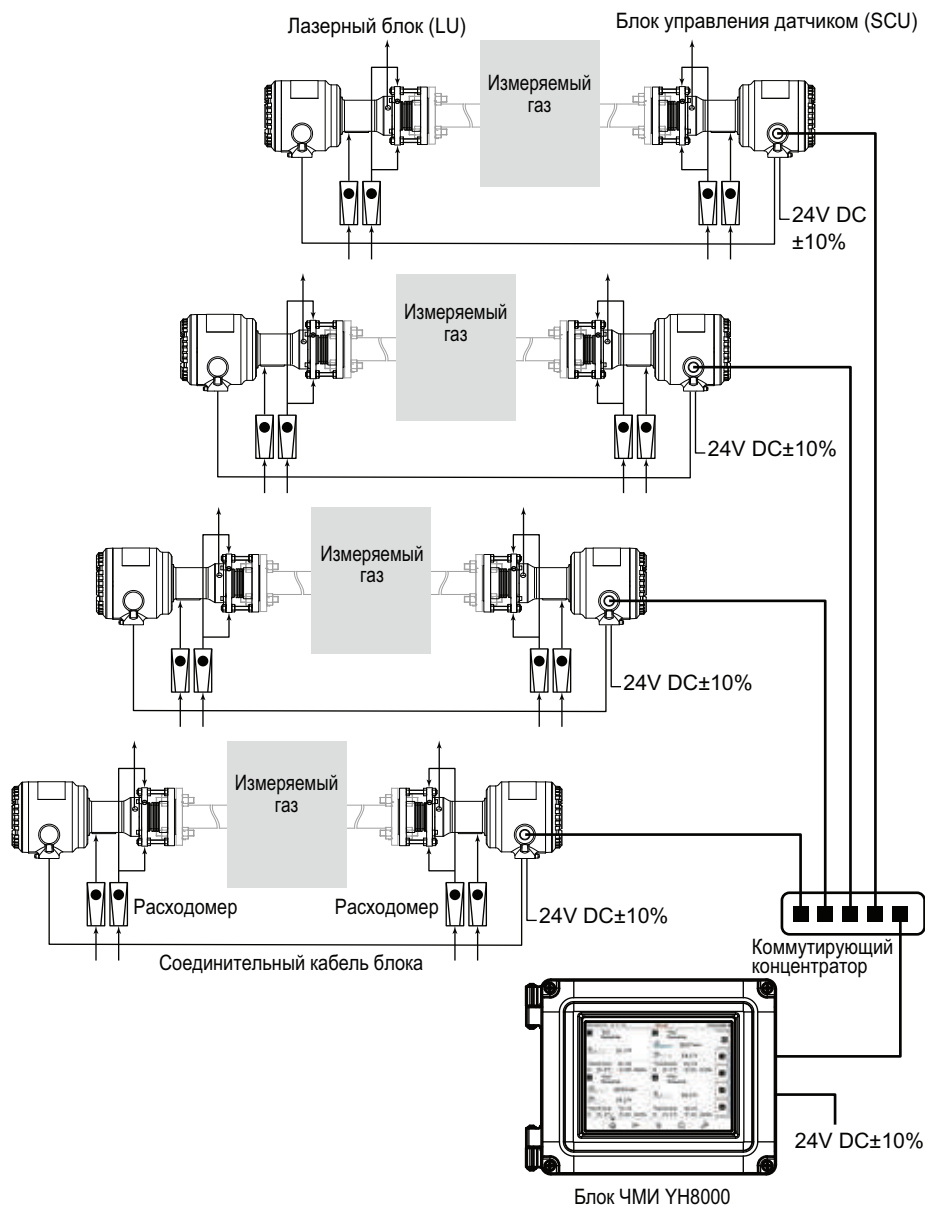 Лазерный блок (LU)
Блок управления датчиком (SCU)
Измеряемый
газ
24V DC
±10%
Измеряемый
газ
24V DC±10%
Измеряемый
газ
24V DC±10%
Измеряемый
газ
Расходомер
Расходомер
24V DC±10%
Соединительный кабель блока
Коммутирующий
концентратор
24V DC±10%
Блок ЧМИ YH8000